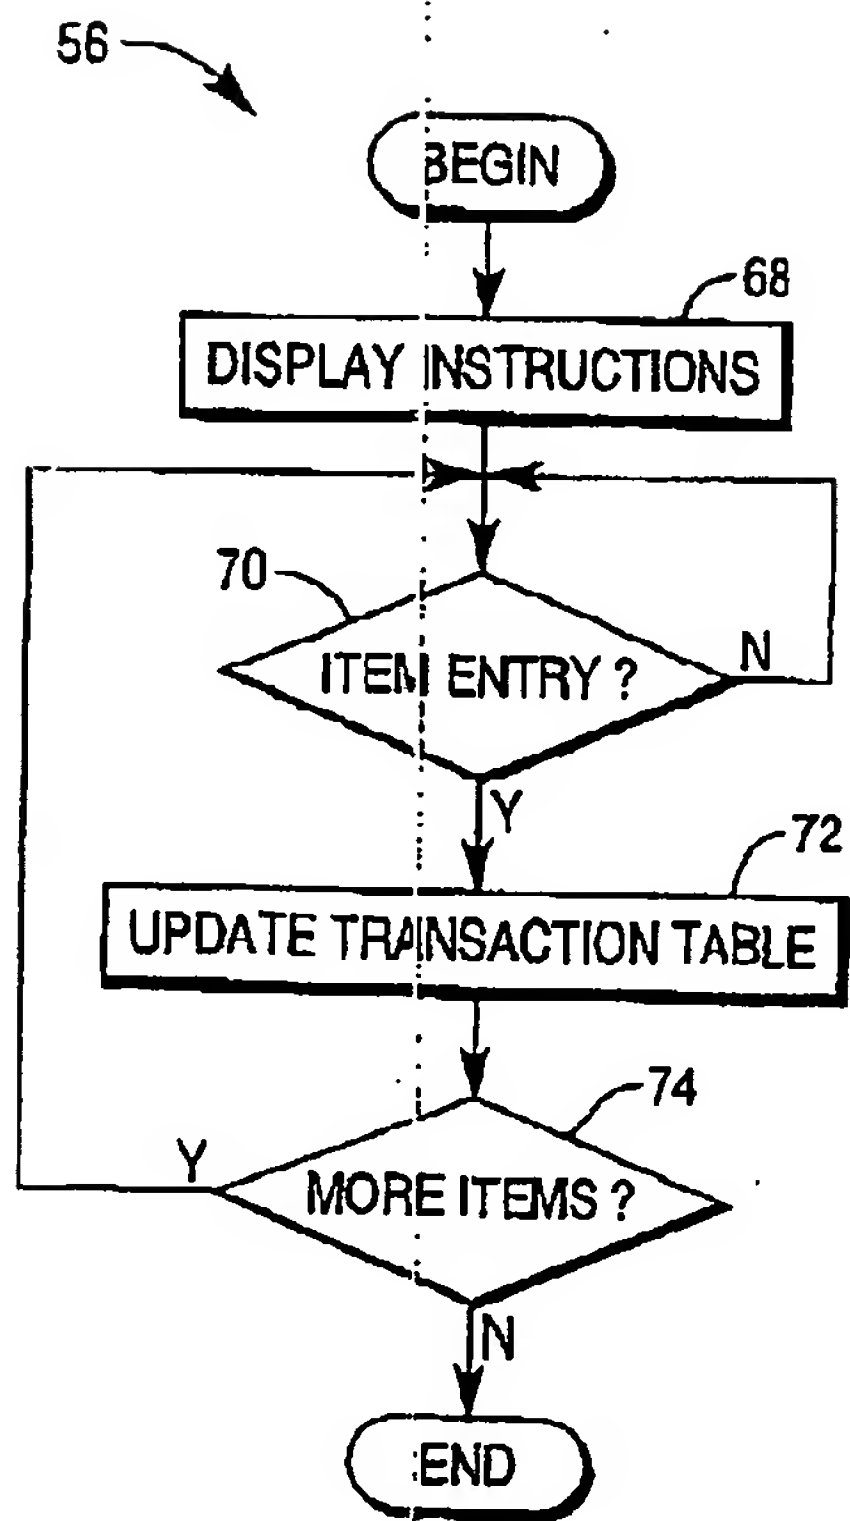 56
BEGIN
68
DISPLAY INSTRUCTIONS
70
ITEM ENTRY ?
N
Y
72
UPDATE TRANSACTION TABLE
74
Y
MORE ITEMS ?
N
END